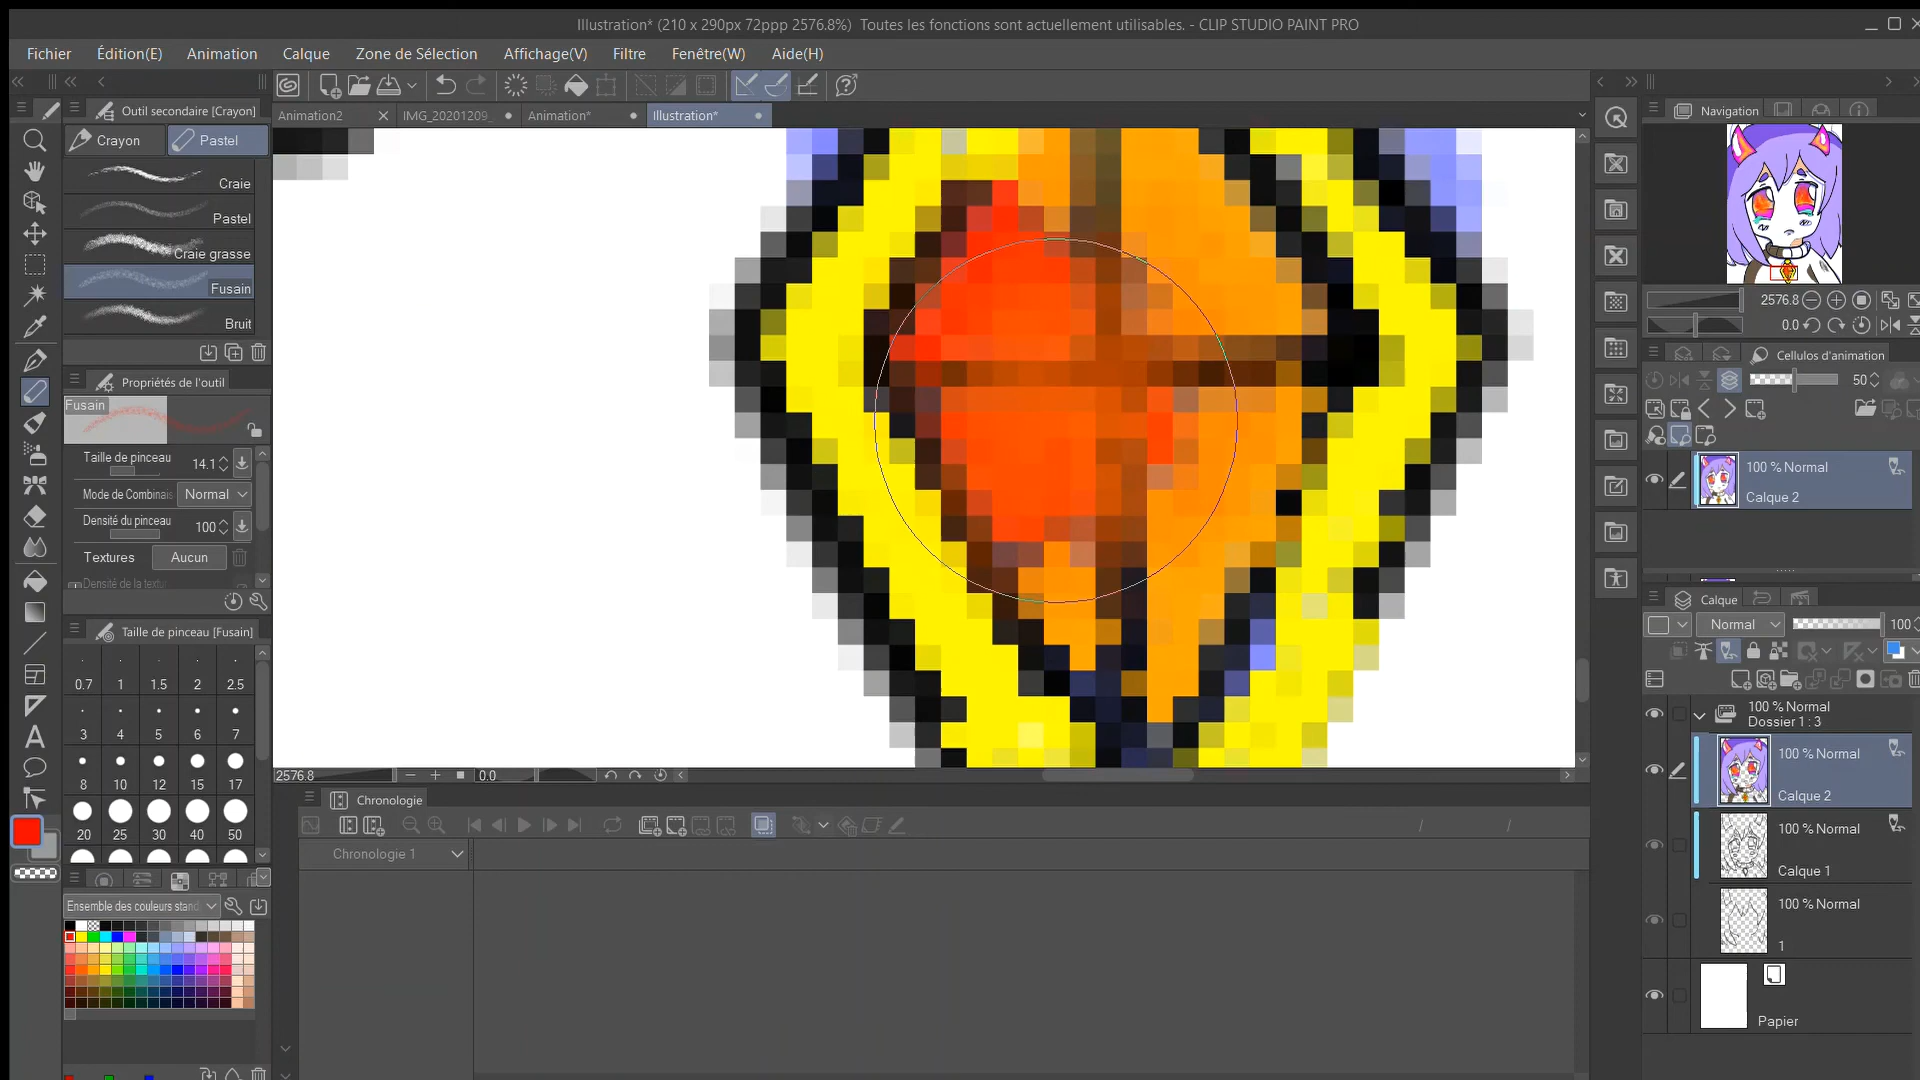 Illustration* (210 x 290px 72ppp 2576.8%) Toutes les fonctions sont actuellement utilisables. - CLIP STUDIO PAINT PRO
Fichier Édition(E) Animation Calque Zone de Sélection Affichage(V) Filtre Fenêtre(W) Aide(H)
Outil secondaire [Crayon]
Animation2 IMG_20201209_ Animation* Illustration*
Crayon Pastel
Craie
Pastel
Craie grasse
Fusain
Bruit
Propriétés de l'outil
Fusain
Taille de pinceau 14.1
Mode de Combinais Normal
Densité du pinceau 100
Textures Aucun
Densité de la textu
Taille de pinceau [Fusain]
0.7 1 1.5 2 2.5
3 4 5 6 7
8 10 12 15 17
20 25 30 40 50
Ensemble des couleurs stand
2576.8 0.0
Chronologie
Chronologie 1
Navigation
2576.8
0.0
Cellulos d'animation
50
100 % Normal
Calque 2
Calque
Normal 100
100 % Normal
Dossier 1 : 3
100 % Normal
Calque 2
100 % Normal
Calque 1
100 % Normal
1
Papier